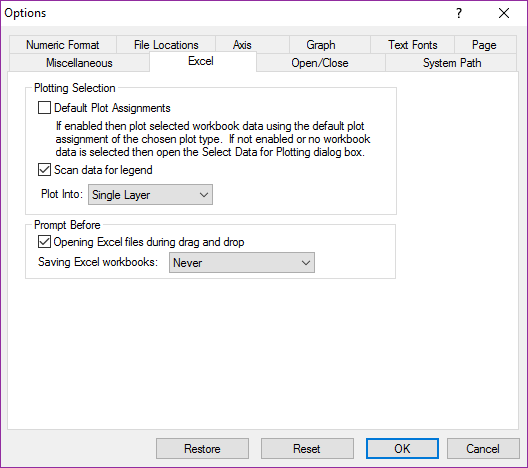 Options
?
Numeric Format
File Locations
Axis
Graph
Text Fonts
Page
Miscellaneous
Excel
Open/Close
System Path
Plotting Selection
Default Plot Assignments
If enabled then plot selected workbook data using the default plot
assignment of the chosen plot type.  If not enabled or no workbook
data is selected then open the Select Data for Plotting dialog box.
Scan data for legend
Plot Into: Single Layer
Prompt Before
Opening Excel files during drag and drop
Saving Excel workbooks: Never
Restore
Reset
OK
Cancel